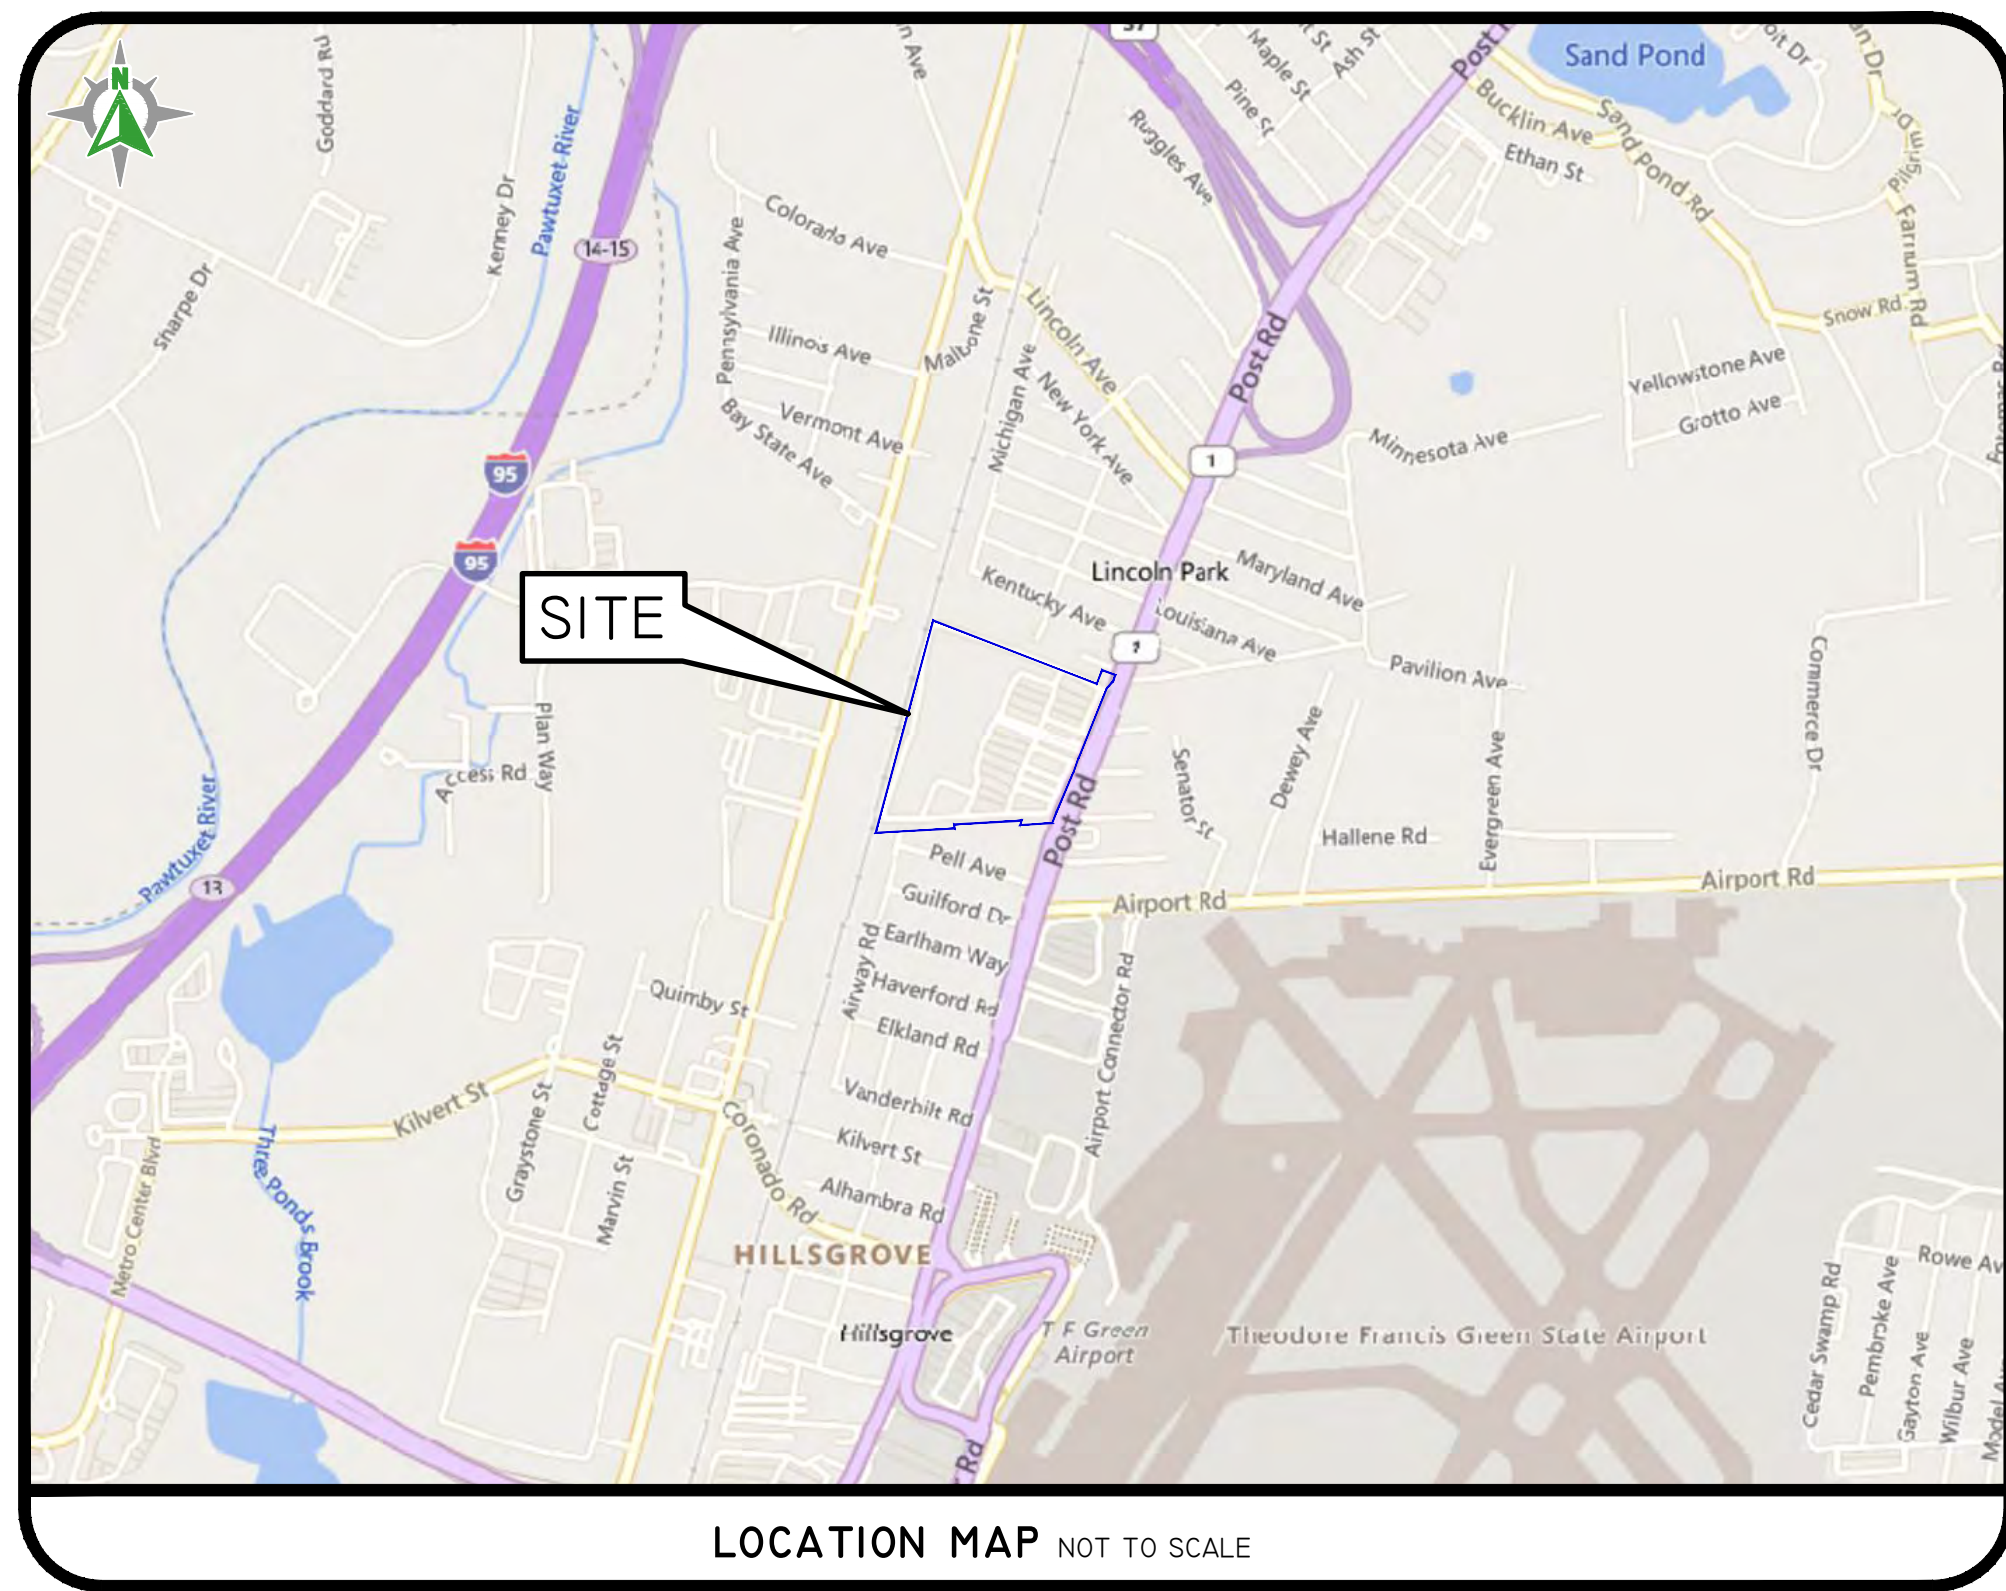 N
Goddard Rd
Pawtuxet River
Kenney Dr
14-15
Sharpe Dr
37
Maple St
Ash St
Pine St
Ruggles Ave
Post
Sand Pond
Bucklin Ave
Sand Pond Rd
Ethan St
Pilgrim Dr
Farnum Rd
Snow Rd
Colorado Ave
Pennsylvania Ave
Illinois Ave
Malbone St
Lincoln Ave
Michigan Ave
New York Ave
Vermont Ave
Bay State Ave
Post Rd
Yellowstone Ave
Grotto Ave
Minnesota Ave
1
95
95
Lincoln Park
Maryland Ave
Kentucky Ave
Louisiana Ave
SITE
Pavilion Ave
Commerce Dr
Plan Way
Access Rd
Senator St
Dewey Ave
Evergreen Ave
Hallene Rd
Post Rd
Pawtuxet River
13
Pell Ave
Airport Rd
Airport Rd
Guilford Dr
Earlham Way
Airway Rd
Haverford Rd
Quimby St
Elkland Rd
Airport Connector Rd
Cottage St
Kilvert St
Graystone St
Coronado Rd
Vanderbilt Rd
Kilvert St
Three Ponds Brook
Metro Center Blvd
Marvin St
Alhambra Rd
HILLSGROVE
Hillsgrove
T F Green
Airport
Theodore Francis Green State Airport
Rowe Av
Cedar Swamp Rd
Pembroke Ave
Gayton Ave
Wilbur Ave
Rd
LOCATION MAP NOT TO SCALE